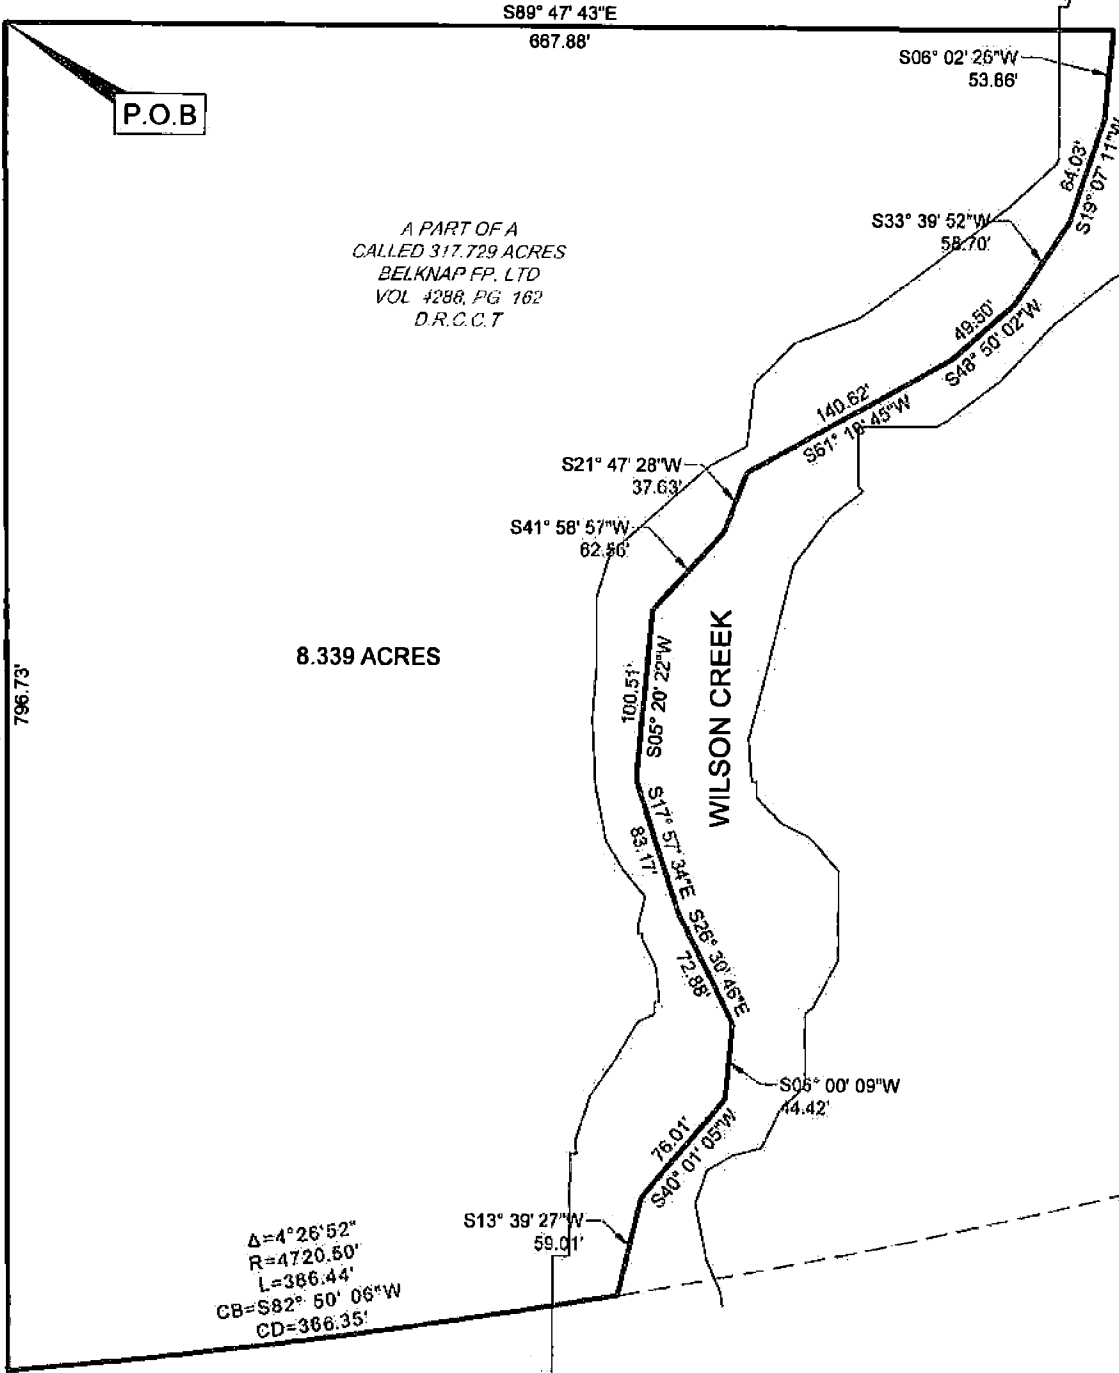 S89° 47' 43"E
667.88'
P.O.B
S06° 02' 26"W
53.86'
64.03'
S19° 07' 11"W
A PART OF A
CALLED 317.729 ACRES
BELKNAP FP. LTD
VOL 4288, PG 162
D.R.C.C.T
S33° 39' 52"W
58.70'
49.50'
S48° 50' 02"W
140.62'
S61° 18' 45"W
S21° 47' 28"W
37.63'
S41° 58' 57"W
62.56'
8.339 ACRES
796.73'
100.51'
S05° 20' 22"W
WILSON CREEK
S17° 57' 34"E
83.17'
S26° 30' 46"E
72.88'
S06° 00' 09"W
44.42'
76.01'
S40° 01' 05"W
S13° 39' 27"W
59.01'
Δ=4°26'52"
R=4720.50'
L=366.44'
CB=S82° 50' 06"W
CD=366.35'